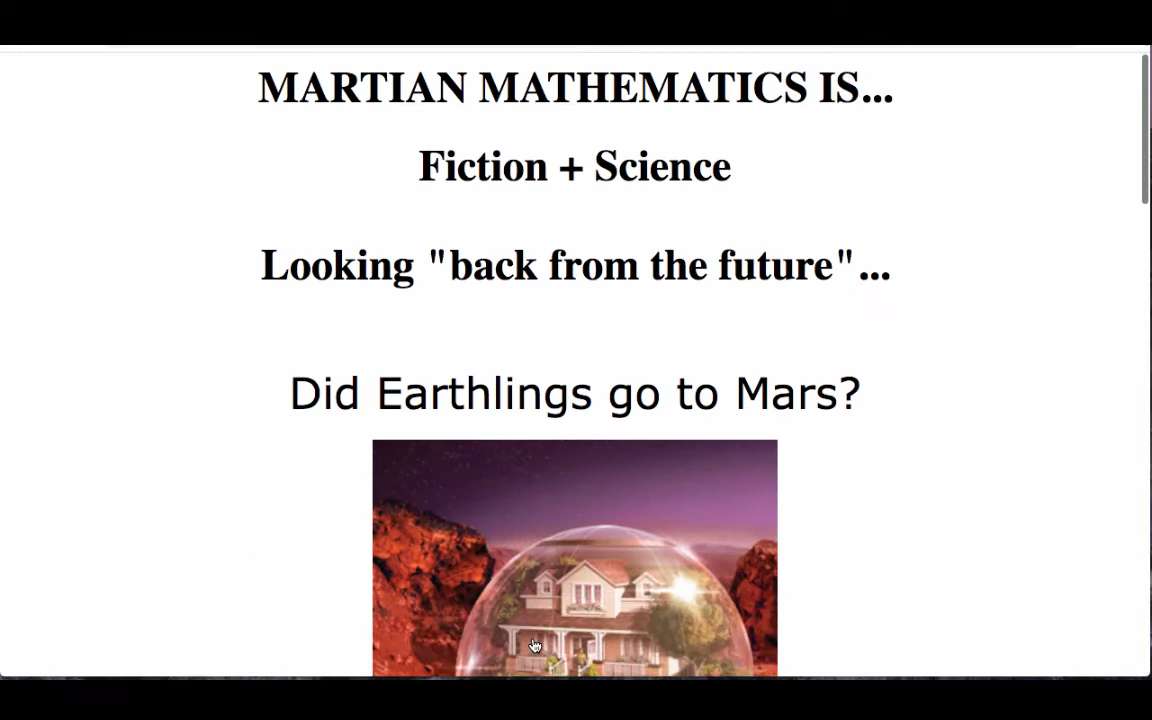 MARTIAN MATHEMATICS IS...
Fiction + Science
Looking "back from the future"...
Did Earthlings go to Mars?